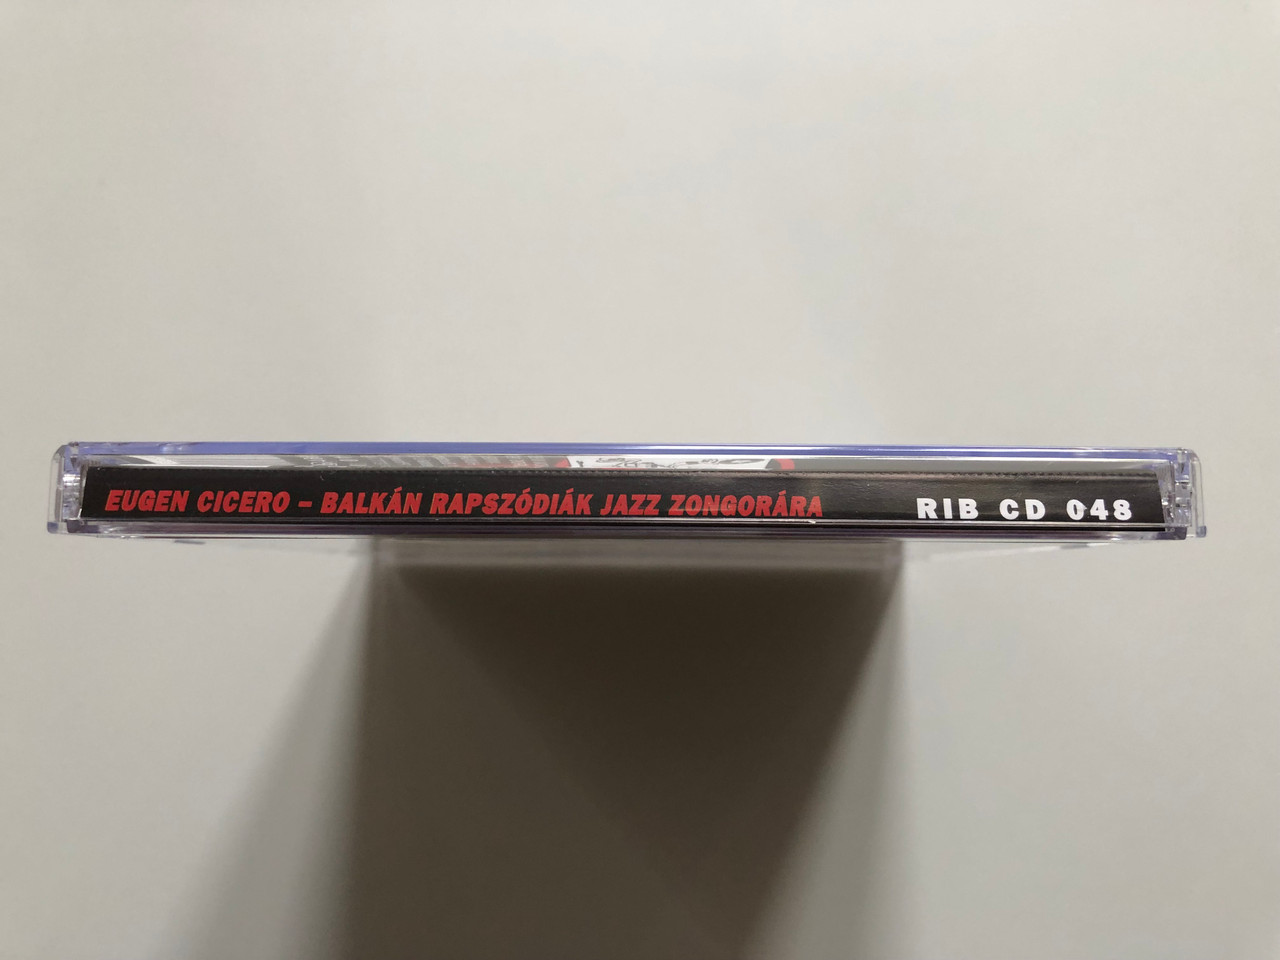 EUGEN CICERO – BALKÁN RAPSZÓDIÁK JAZZ ZONGORÁRA RIB CD 048